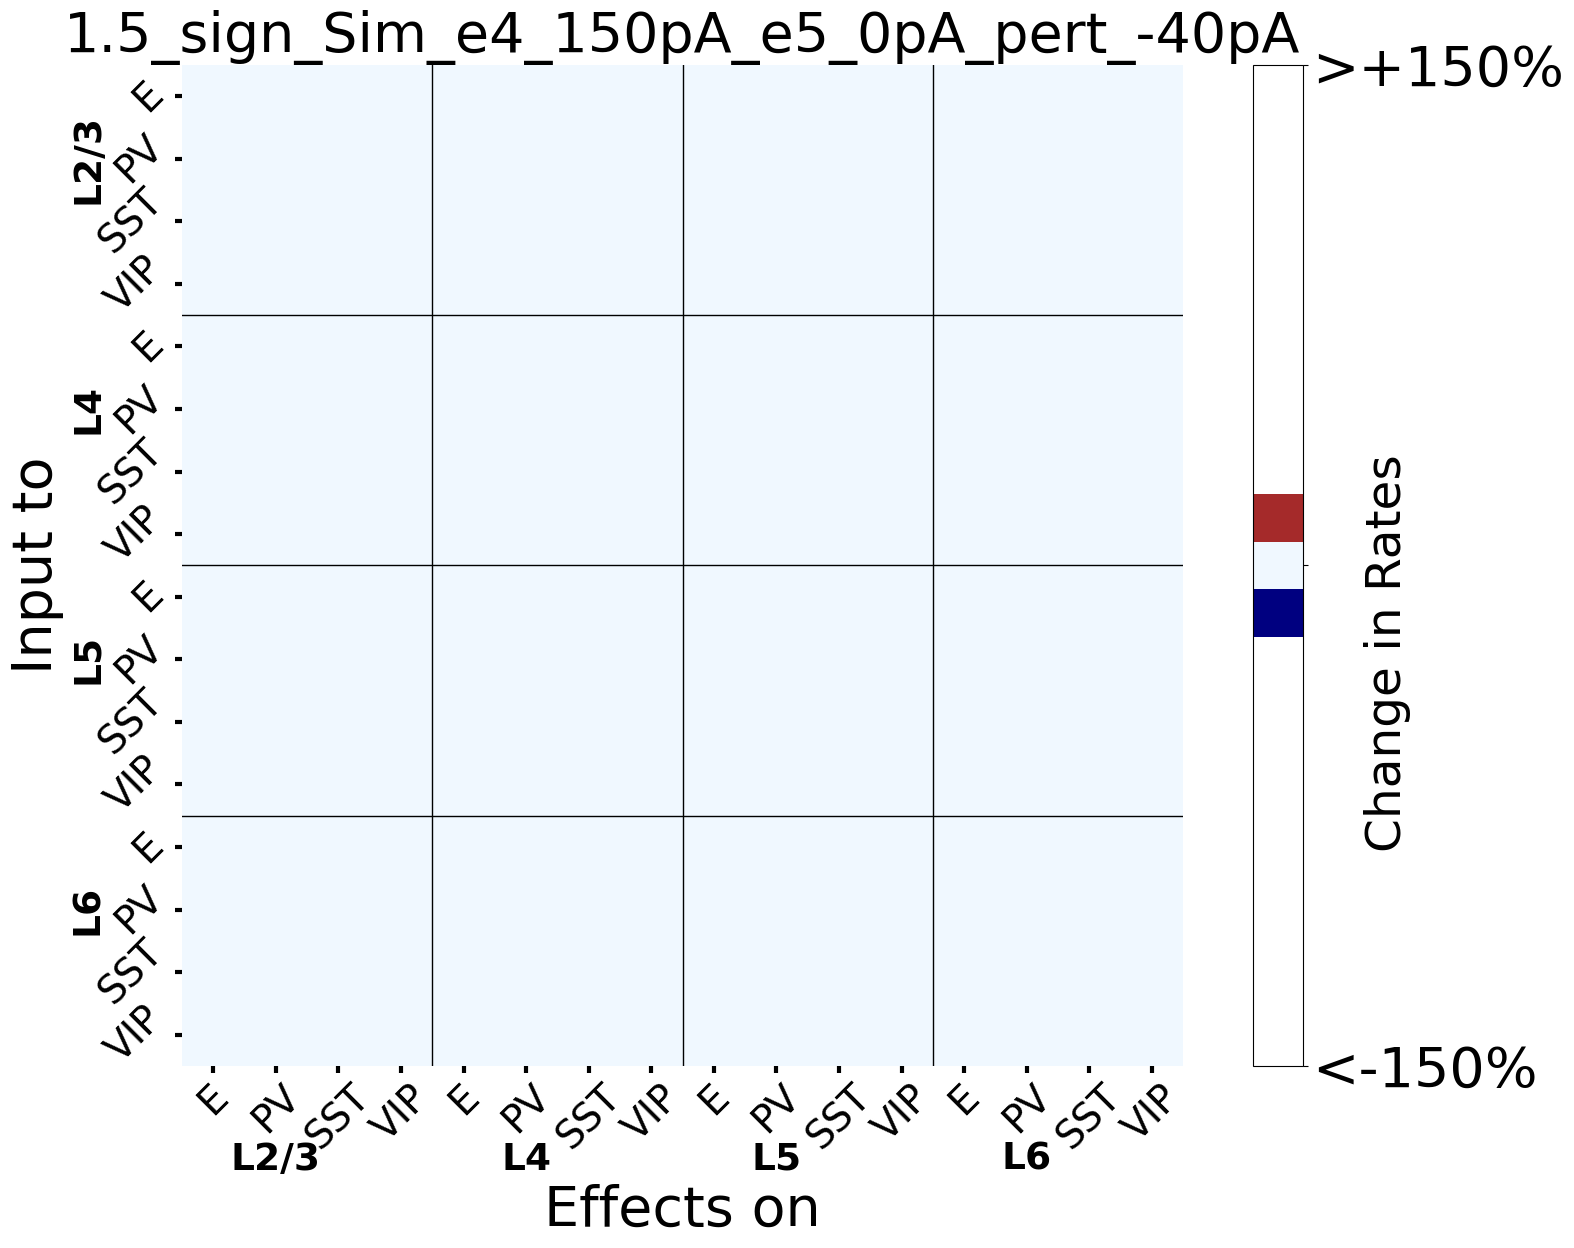 1.5_sign_Sim_e4_150pA_e5_0pA_pert_-40pA
>+150%
<-150%
Change in Rates
Input to
L2/3
E
PV
SST
VIP
L4
E
PV
SST
VIP
L5
E
PV
SST
VIP
L6
E
PV
SST
VIP
E PV SST VIP E PV SST VIP E PV SST VIP E PV SST VIP
L2/3 L4 L5 L6
Effects on